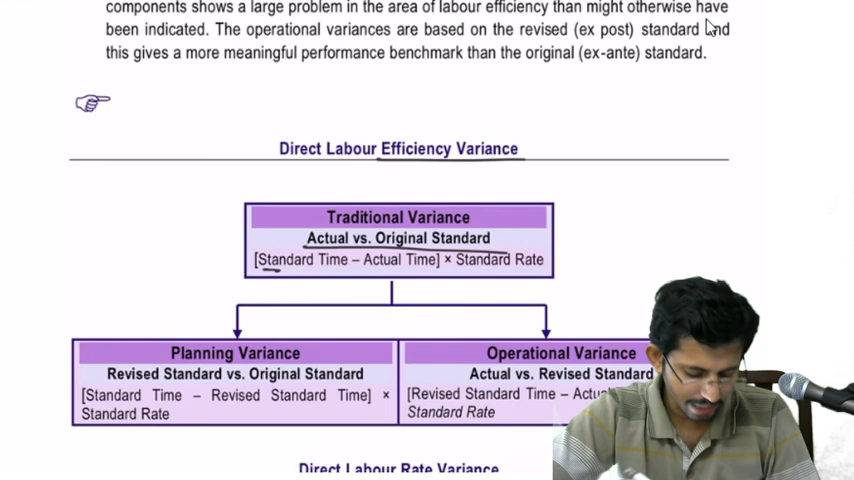 components shows a large problem in the area of labour efficiency than might otherwise have
been indicated. The operational variances are based on the revised (ex post) standard and
this gives a more meaningful performance benchmark than the original (ex-ante) standard.
Direct Labour Efficiency Variance
Traditional Variance
Actual vs. Original Standard
[Standard Time – Actual Time] × Standard Rate
Planning Variance
Revised Standard vs. Original Standard
[Standard Time – Revised Standard Time] ×
Standard Rate
Operational Variance
Actual vs. Revised Standard
[Revised Standard Time –
Standard Rate
Direct Labour Rate Variance